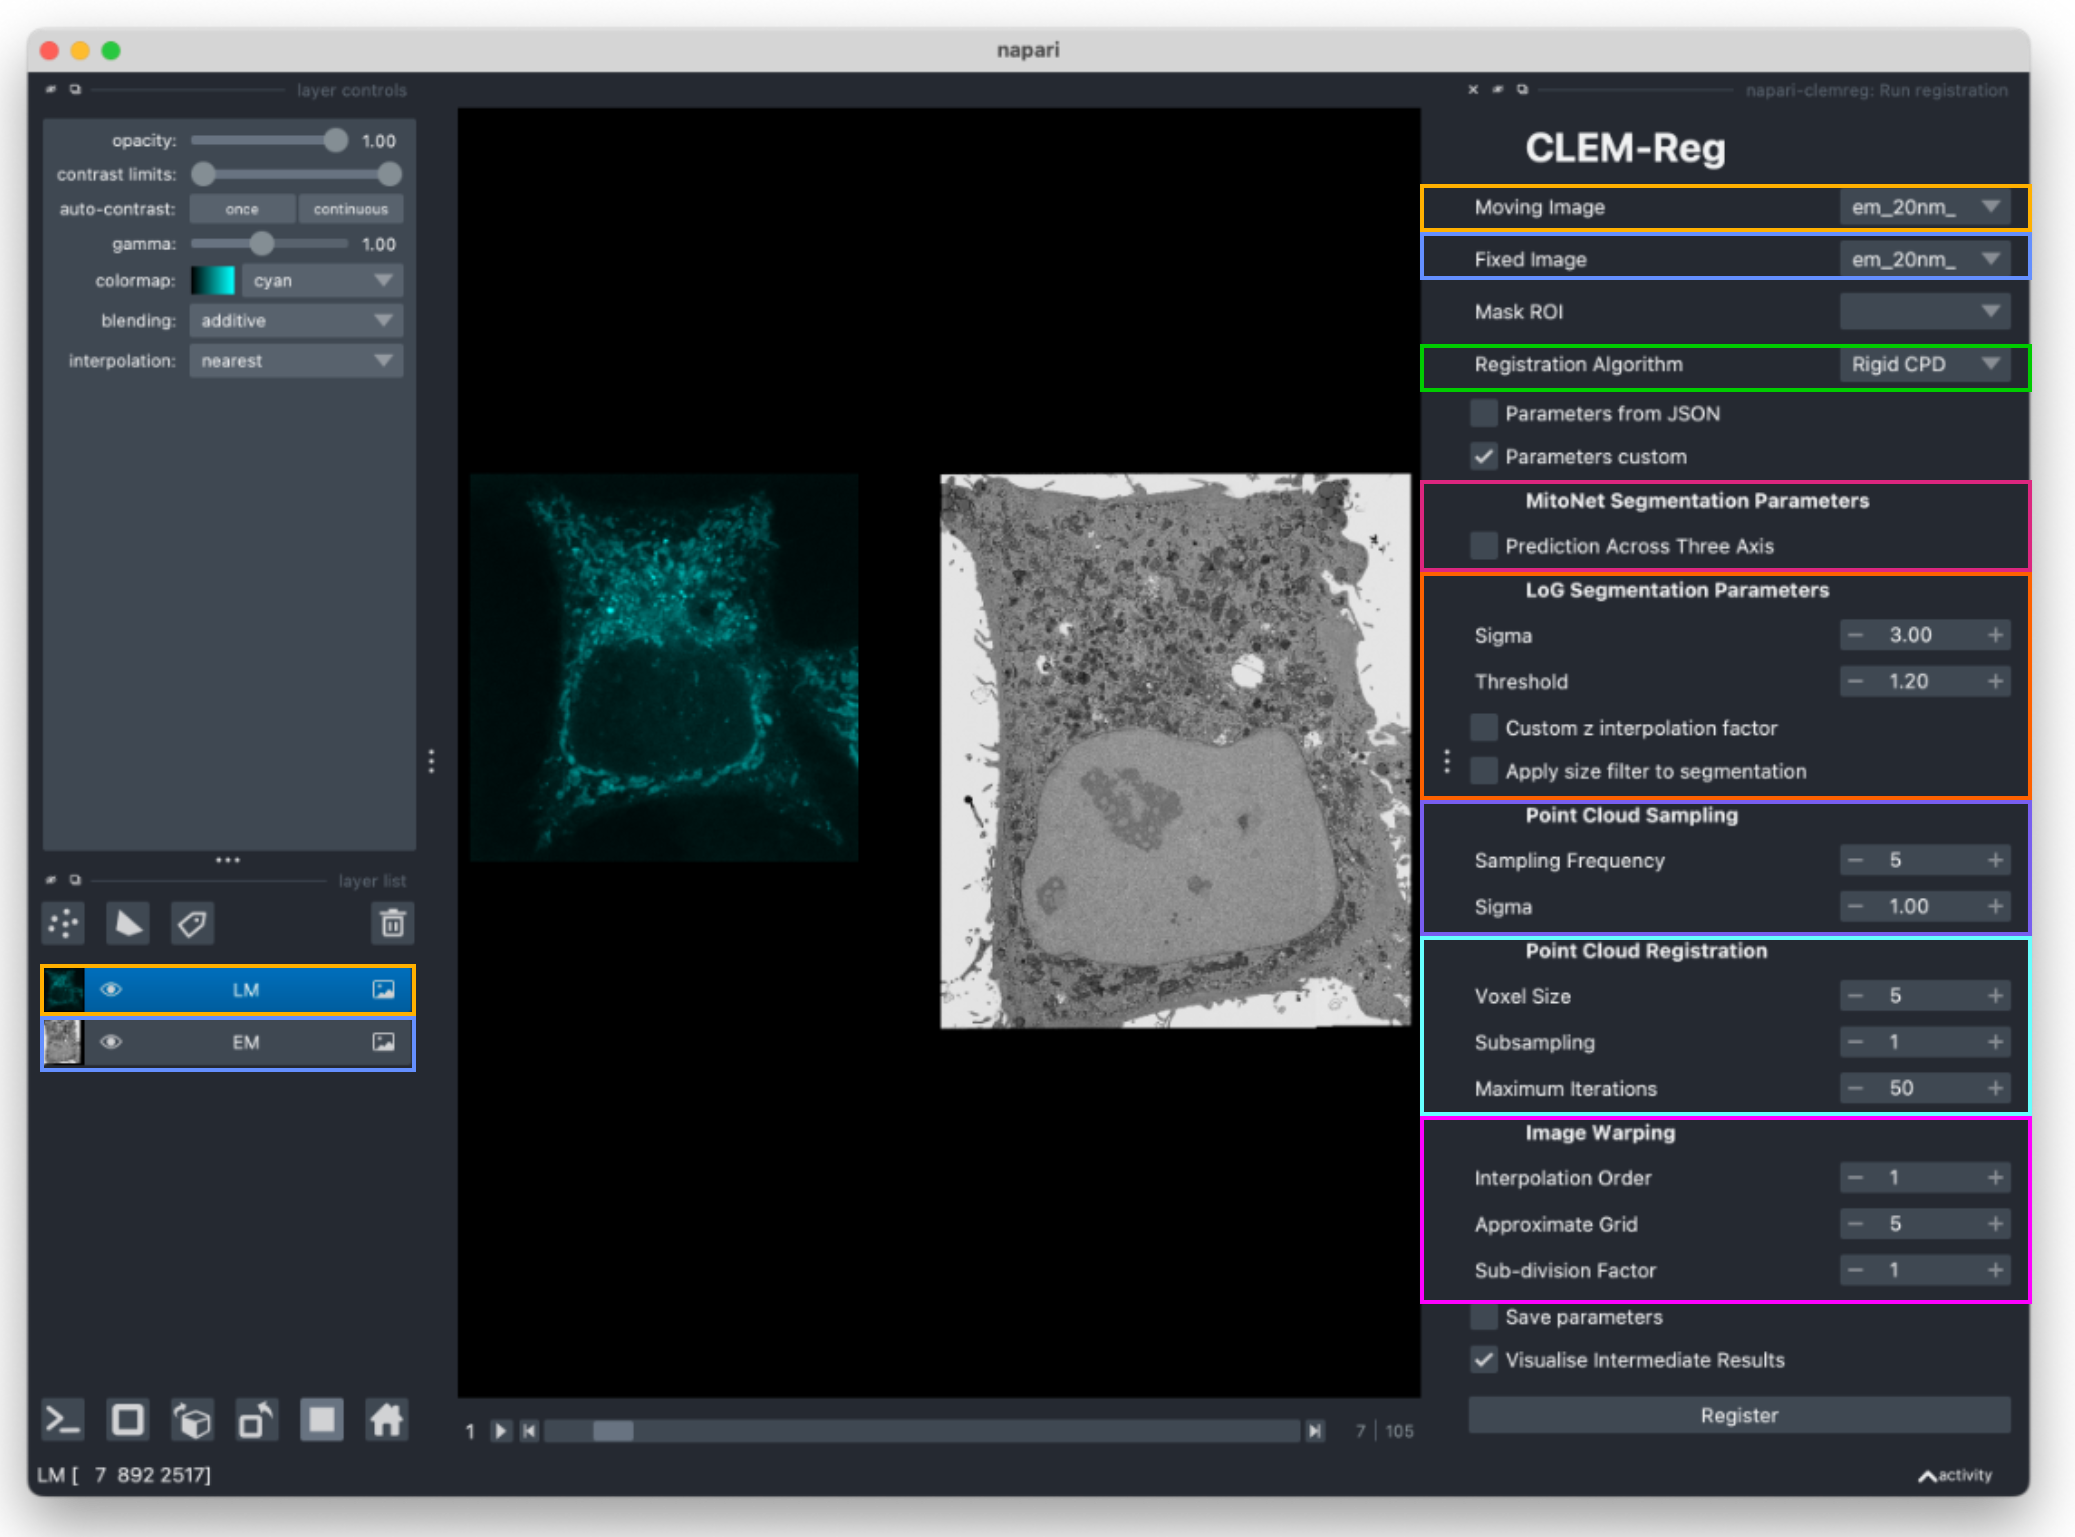 napari
layer controls
opacity: 1.00
contrast limits:
auto-contrast: once continuous
gamma: 1.00
colormap: cyan
blending: additive
interpolation: nearest
layer list
LM
EM
LM [ 7 892 2517]
1 7 | 105
napari-clemreg: Run registration
CLEM-Reg
Moving Image em_20nm_
Fixed Image em_20nm_
Mask ROI
Registration Algorithm Rigid CPD
Parameters from JSON
Parameters custom
MitoNet Segmentation Parameters
Prediction Across Three Axis
LoG Segmentation Parameters
Sigma − 3.00 +
Threshold − 1.20 +
Custom z interpolation factor
Apply size filter to segmentation
Point Cloud Sampling
Sampling Frequency − 5 +
Sigma − 1.00 +
Point Cloud Registration
Voxel Size − 5 +
Subsampling − 1 +
Maximum Iterations − 50 +
Image Warping
Interpolation Order − 1 +
Approximate Grid − 5 +
Sub-division Factor − 1 +
Save parameters
Visualise Intermediate Results
Register
activity